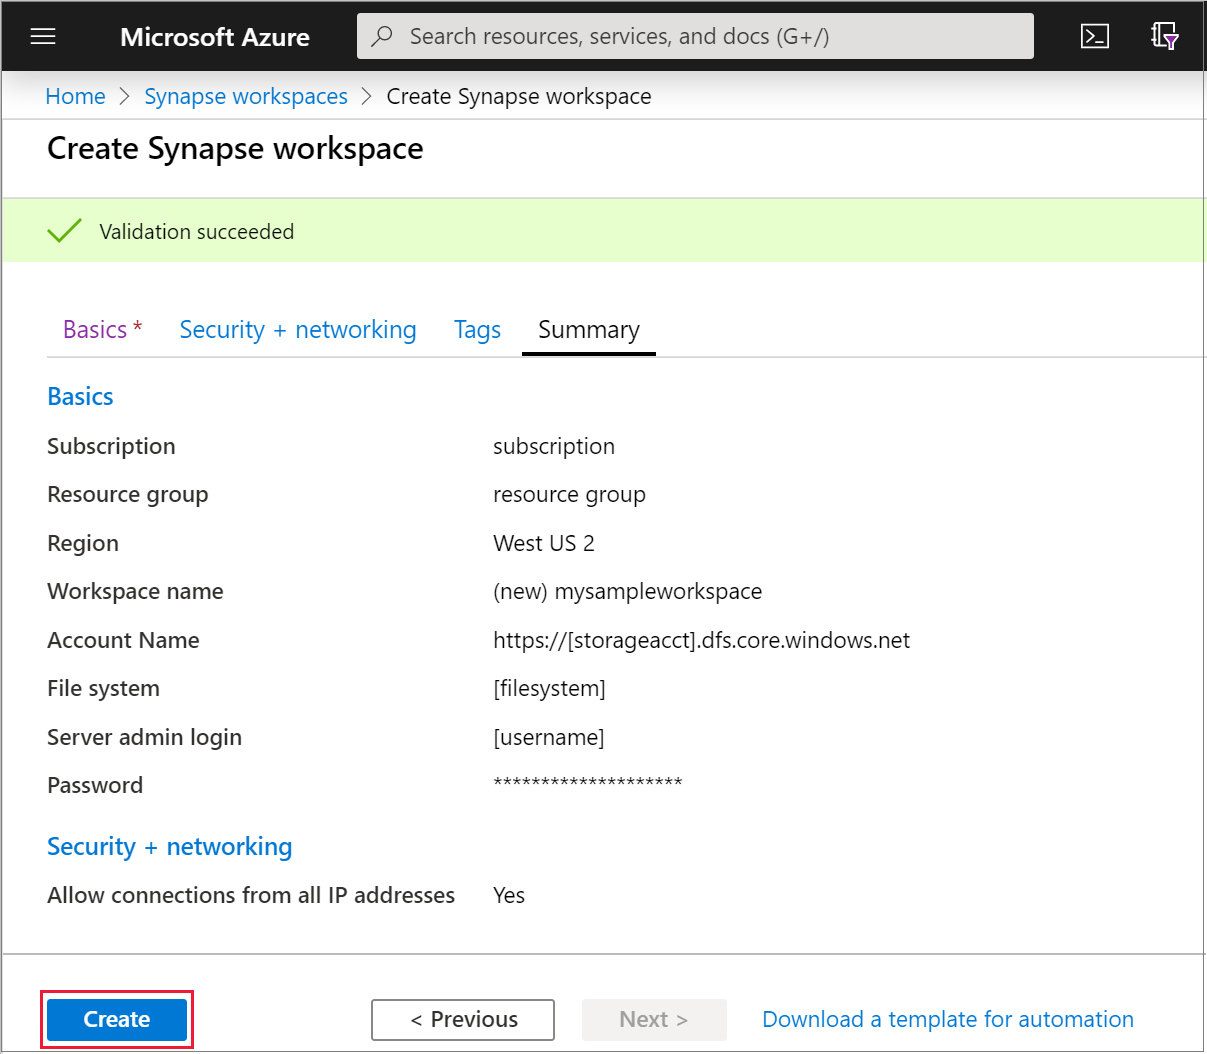 Microsoft Azure Search resources, services, and docs (G+/)
Home > Synapse workspaces > Create Synapse workspace
Create Synapse workspace
Validation succeeded
Basics * Security + networking Tags Summary
Basics
Subscription subscription
Resource group resource group
Region West US 2
Workspace name (new) mysampleworkspace
Account Name https://[storageacct].dfs.core.windows.net
File system [filesystem]
Server admin login [username]
Password ********************
Security + networking
Allow connections from all IP addresses Yes
Create < Previous Next > Download a template for automation